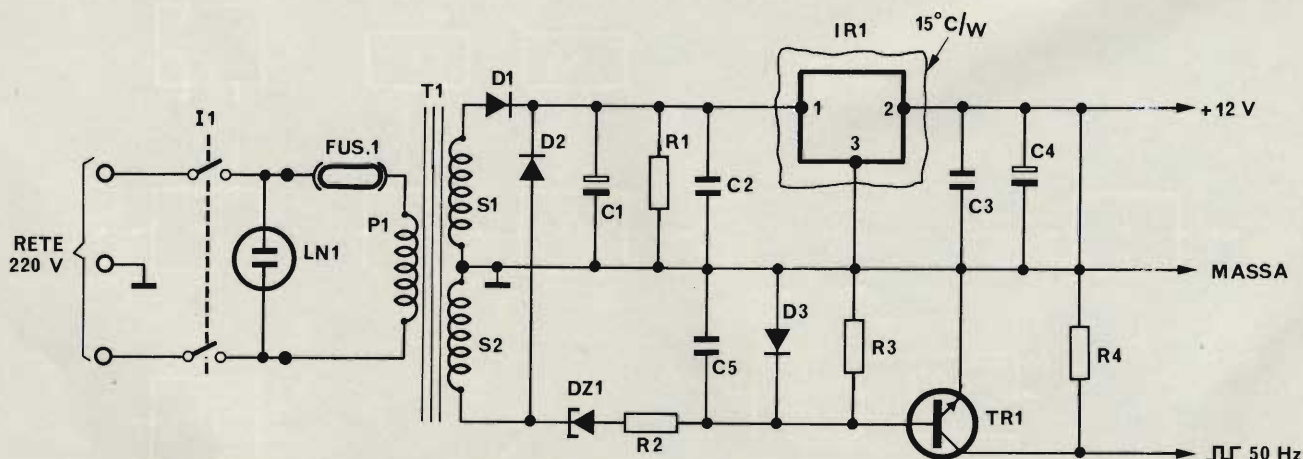 IR1
15°C/W
D1
T1
1
2
+ 12 V
I1
D2
R1
3
C4
FUS.1
S1
C1
C2
C3
P1
RETE
220 V
LN1
MASSA
D3
S2
C5
R3
R4
DZ1
R2
TR1
50 Hz